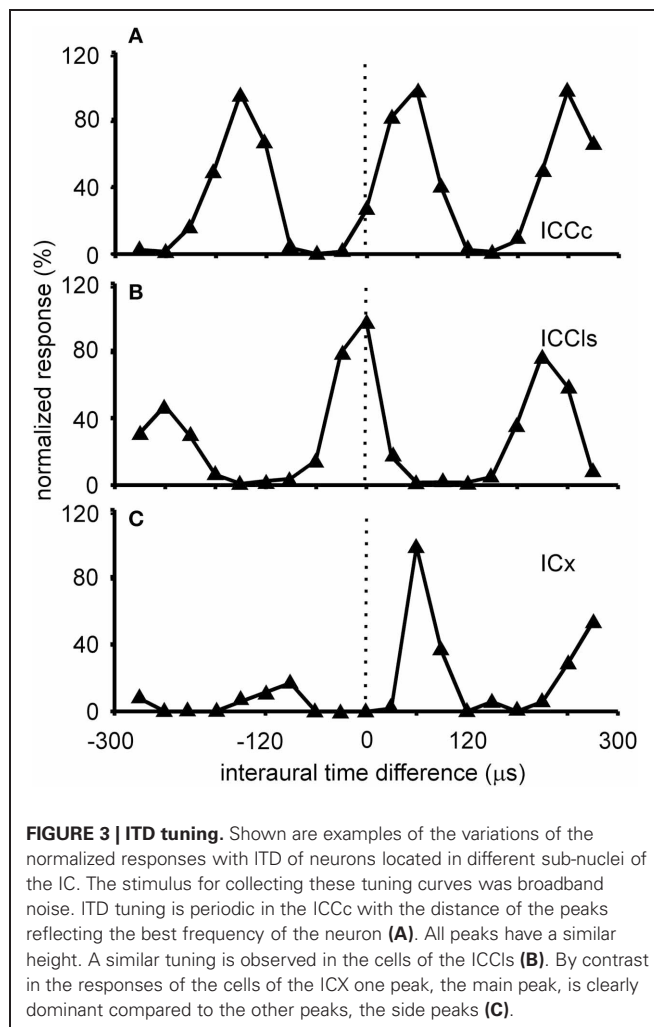 A
120
80
40
0
ICCc
B
120
80
40
0
ICCls
C
120
80
40
0
ICx
normalized response (%)
-300 -120 0 120 300
interaural time difference (μs)
FIGURE 3 | ITD tuning. Shown are examples of the variations of the
normalized responses with ITD of neurons located in different sub-nuclei of
the IC. The stimulus for collecting these tuning curves was broadband
noise. ITD tuning is periodic in the ICCc with the distance of the peaks
reflecting the best frequency of the neuron (A). All peaks have a similar
height. A similar tuning is observed in the cells of the ICCls (B). By contrast
in the responses of the cells of the ICX one peak, the main peak, is clearly
dominant compared to the other peaks, the side peaks (C).